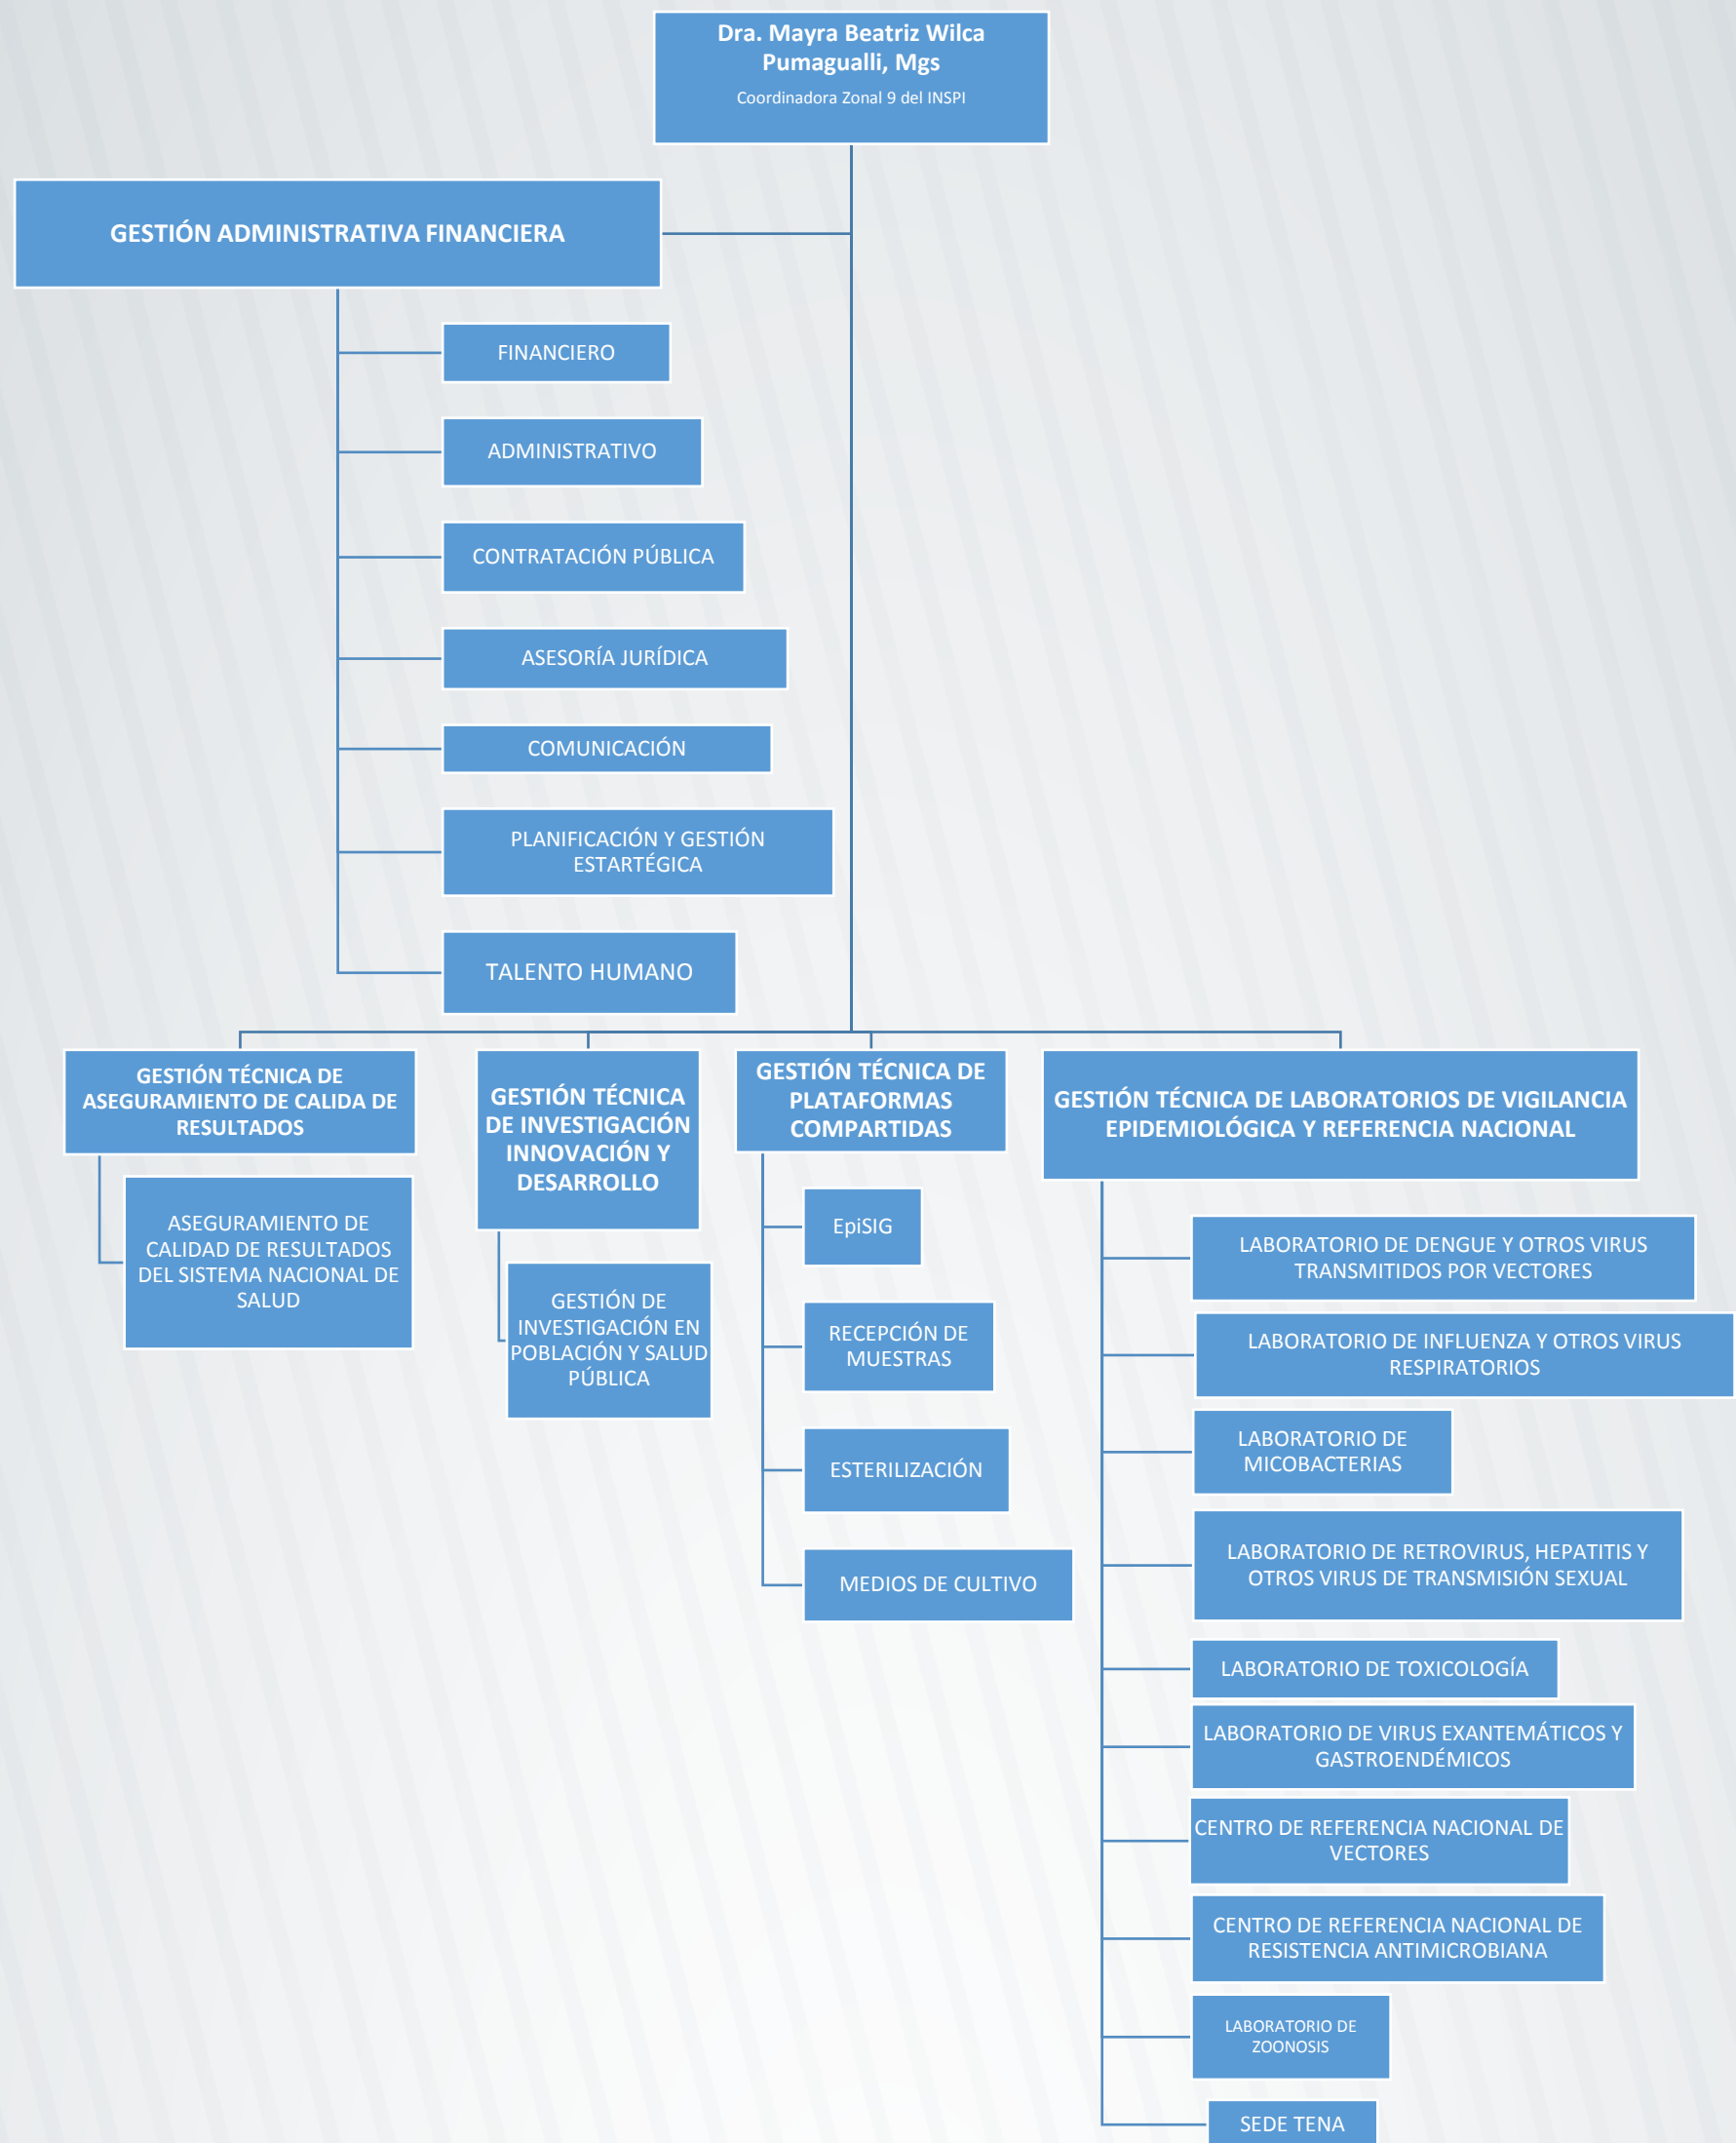 Dra. Mayra Beatriz Wilca
Pumagualli, Mgs
Coordinadora Zonal 9 del INSPI
GESTIÓN ADMINISTRATIVA FINANCIERA
FINANCIERO
ADMINISTRATIVO
CONTRATACIÓN PÚBLICA
ASESORÍA JURÍDICA
COMUNICACIÓN
PLANIFICACIÓN Y GESTIÓN
ESTARTÉGICA
TALENTO HUMANO
GESTIÓN TÉCNICA DE
ASEGURAMIENTO DE CALIDA DE
RESULTADOS
ASEGURAMIENTO DE
CALIDAD DE RESULTADOS
DEL SISTEMA NACIONAL DE
SALUD
GESTIÓN TÉCNICA
DE INVESTIGACIÓN
INNOVACIÓN Y
DESARROLLO
GESTIÓN DE
INVESTIGACIÓN EN
POBLACIÓN Y SALUD
PÚBLICA
GESTIÓN TÉCNICA DE
PLATAFORMAS
COMPARTIDAS
EpiSIG
RECEPCIÓN DE
MUESTRAS
ESTERILIZACIÓN
MEDIOS DE CULTIVO
GESTIÓN TÉCNICA DE LABORATORIOS DE VIGILANCIA
EPIDEMIOLÓGICA Y REFERENCIA NACIONAL
LABORATORIO DE DENGUE Y OTROS VIRUS
TRANSMITIDOS POR VECTORES
LABORATORIO DE INFLUENZA Y OTROS VIRUS
RESPIRATORIOS
LABORATORIO DE
MICOBACTERIAS
LABORATORIO DE RETROVIRUS, HEPATITIS Y
OTROS VIRUS DE TRANSMISIÓN SEXUAL
LABORATORIO DE TOXICOLOGÍA
LABORATORIO DE VIRUS EXANTEMÁTICOS Y
GASTROENDÉMICOS
CENTRO DE REFERENCIA NACIONAL DE
VECTORES
CENTRO DE REFERENCIA NACIONAL DE
RESISTENCIA ANTIMICROBIANA
LABORATORIO DE
ZOONOSIS
SEDE TENA